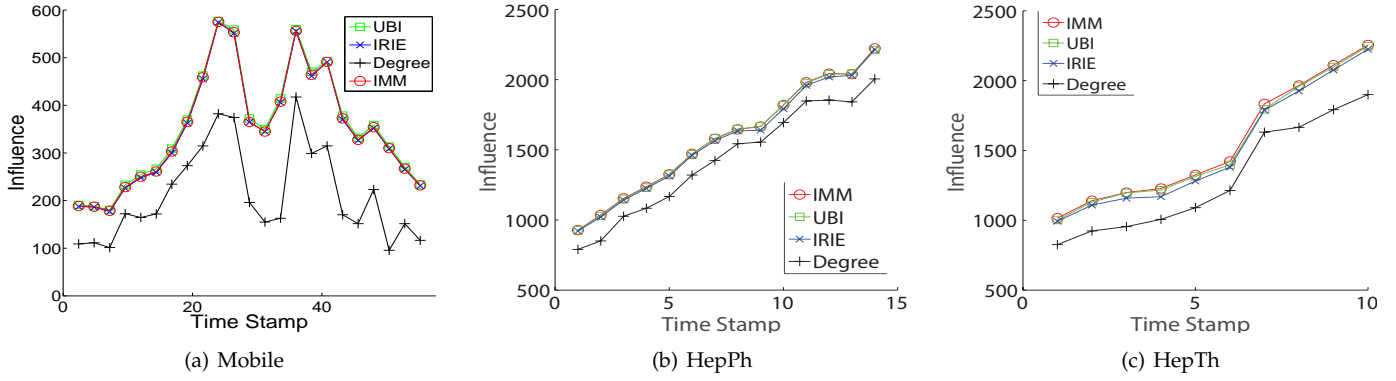 600
500
400
300
200
100
0
Influence
0
20
40
Time Stamp
UBI
IRIE
Degree
IMM
(a) Mobile
2500
2000
1500
1000
500
Influence
0
5
10
15
Time Stamp
IMM
UBI
IRIE
Degree
(b) HepPh
2500
2000
1500
1000
500
Influence
0
5
10
Time Stamp
IMM
UBI
IRIE
Degree
(c) HepTh